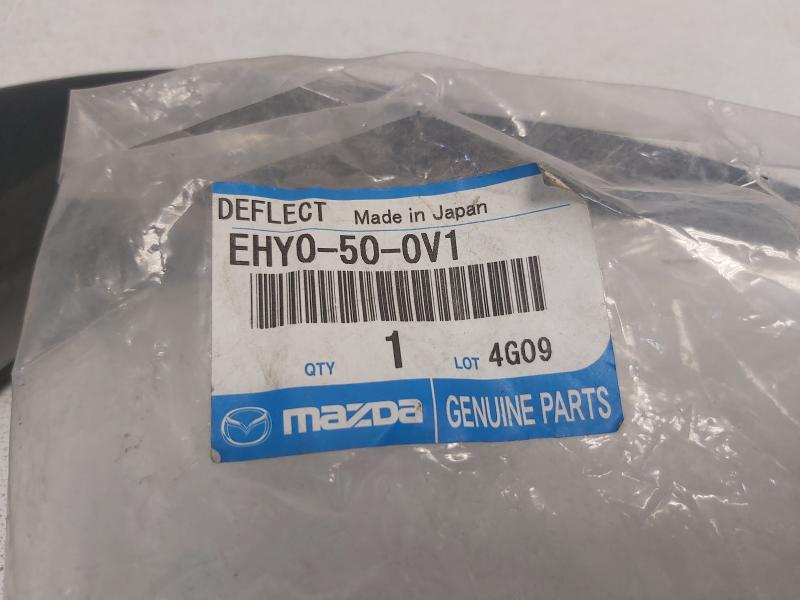 DEFLECT Made in Japan
EHY0-50-0V1
QTY 1 LOT 4G09
mazda GENUINE PARTS